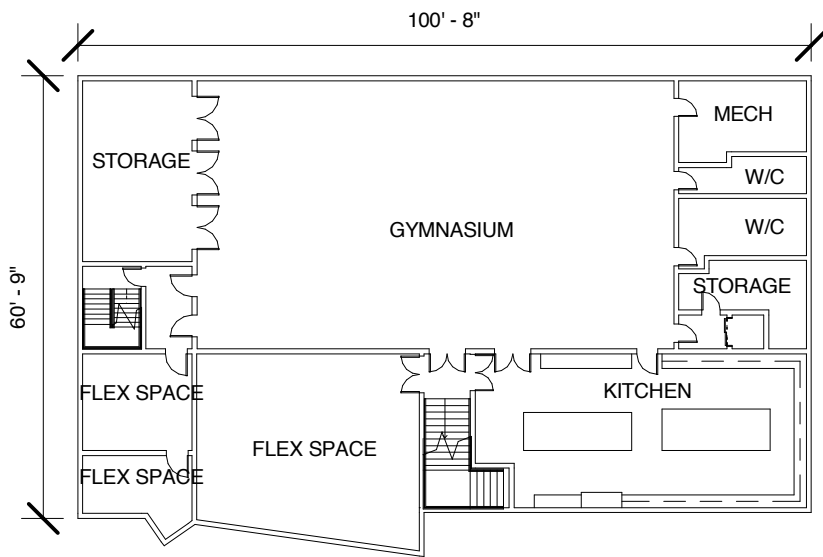 100' - 8"
MECH
STORAGE
W/C
GYMNASIUM
W/C
STORAGE
60' - 9"
FLEX SPACE
KITCHEN
FLEX SPACE
FLEX SPACE